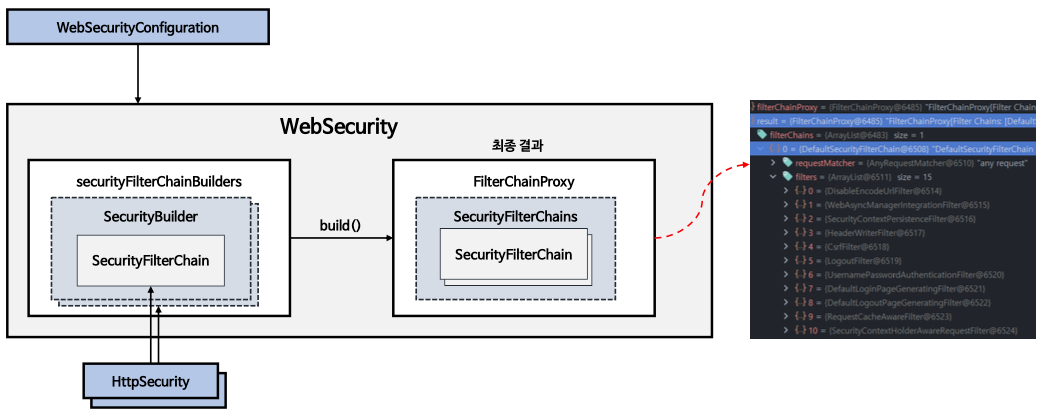 WebSecurityConfiguration
WebSecurity
최종 결과
securityFilterChainBuilders
SecurityBuilder
SecurityFilterChain
build()
FilterChainProxy
SecurityFilterChains
SecurityFilterChain
HttpSecurity
filterChainProxy = {FilterChainProxy@6485} "FilterChainProxy[Filter Chains
result = {FilterChainProxy@6485} "FilterChainProxy[Filter Chains: [Default
filterChains = {ArrayList@6483} size = 1
0 = {DefaultSecurityFilterChain@6508} "DefaultSecurityFilterChain
requestMatcher = {AnyRequestMatcher@6510} "any request"
filters = {ArrayList@6511} size = 15
0 = {DisableEncodeUrlFilter@6514}
1 = {WebAsyncManagerIntegrationFilter@6515}
2 = {SecurityContextPersistenceFilter@6516}
3 = {HeaderWriterFilter@6517}
4 = {CsrfFilter@6518}
5 = {LogoutFilter@6519}
6 = {UsernamePasswordAuthenticationFilter@6520}
7 = {DefaultLoginPageGeneratingFilter@6521}
8 = {DefaultLogoutPageGeneratingFilter@6522}
9 = {RequestCacheAwareFilter@6523}
10 = {SecurityContextHolderAwareRequestFilter@6524}